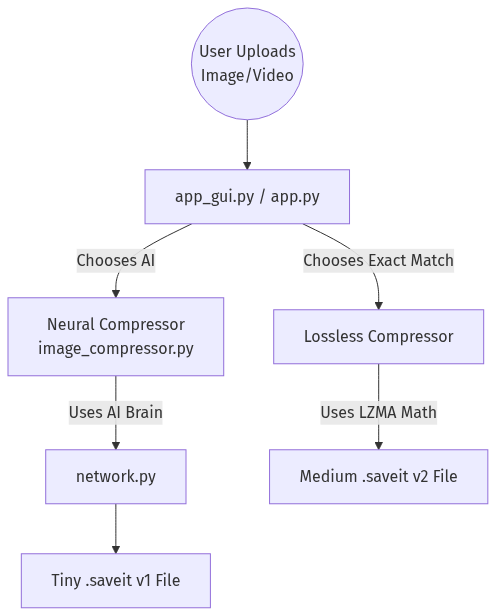 User Uploads
Image/Video
app_gui.py / app.py
Chooses AI
Chooses Exact Match
Neural Compressor
image_compressor.py
Lossless Compressor
Uses AI Brain
Uses LZMA Math
network.py
Medium .saveit v2 File
Tiny .saveit v1 File